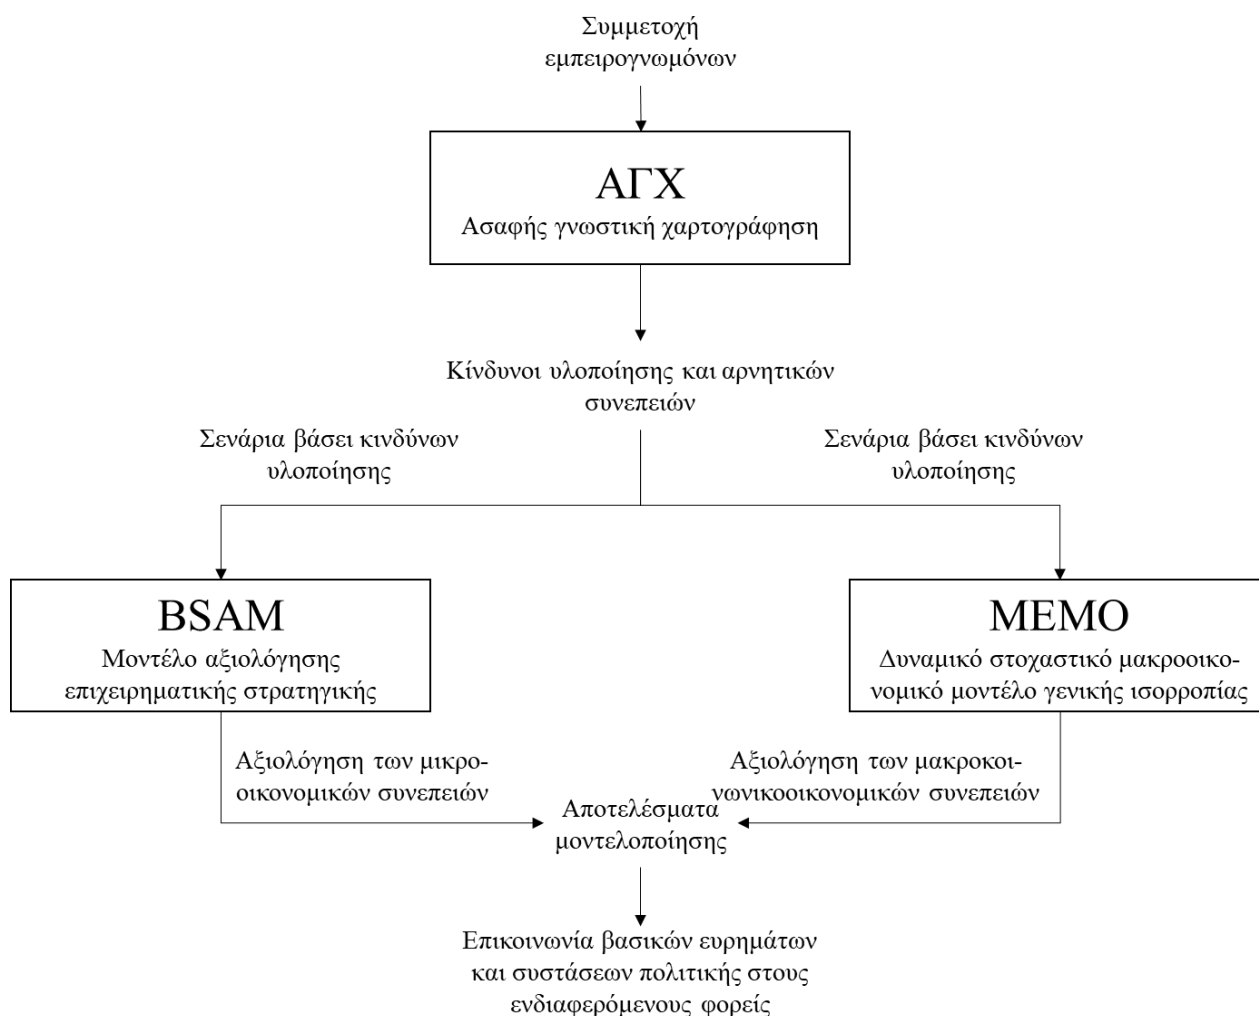 Συμμετοχή
εμπειρογνωμόνων
ΑΓΧ
Ασαφής γνωστική χαρτογράφηση
Κίνδυνοι υλοποίησης και αρνητικών
συνεπειών
Σενάρια βάσει κινδύνων
υλοποίησης
Σενάρια βάσει κινδύνων
υλοποίησης
BSAM
Μοντέλο αξιολόγησης
επιχειρηματικής στρατηγικής
MEMO
Δυναμικό στοχαστικό μακροοικο-
νομικό μοντέλο γενικής ισορροπίας
Αξιολόγηση των μικρο-
οικονομικών συνεπειών
Αξιολόγηση των μακροκοι-
νωνικοοικονομικών συνεπειών
Αποτελέσματα
μοντελοποίησης
Επικοινωνία βασικών ευρημάτων
και συστάσεων πολιτικής στους
ενδιαφερόμενους φορείς